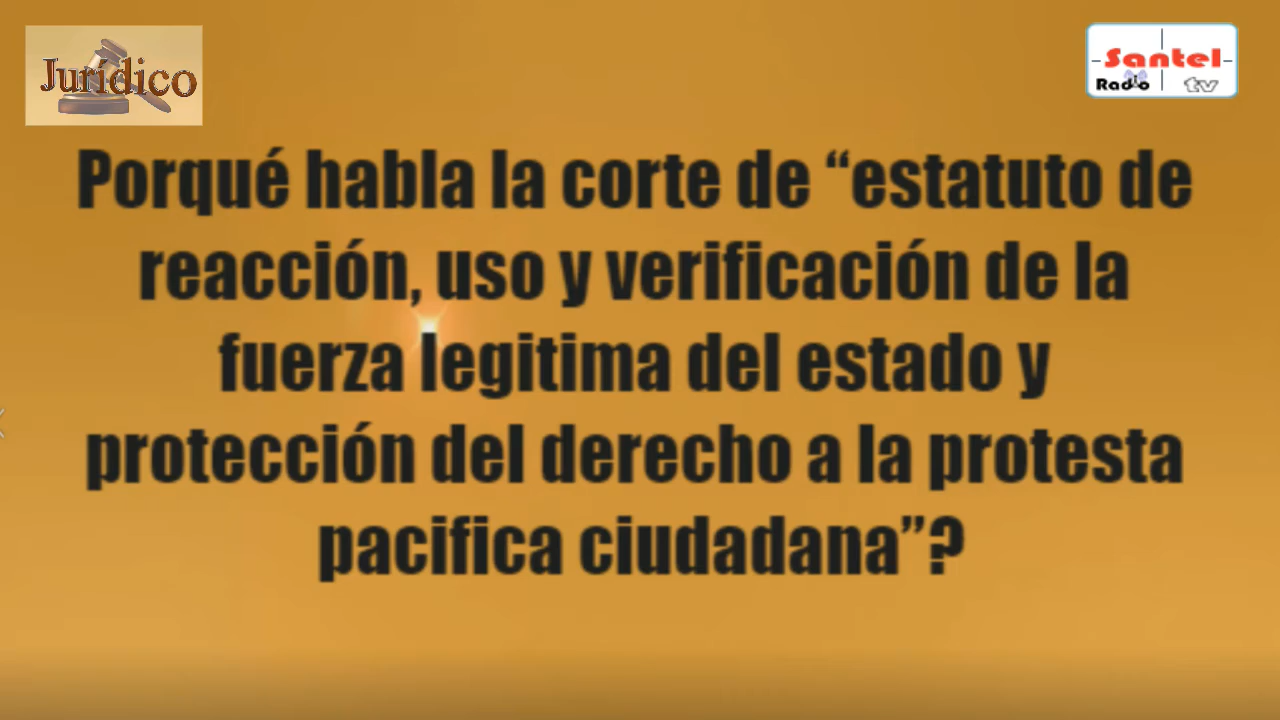 Jurídico
Santel
Radio tv
Porqué habla la corte de “estatuto de
reacción, uso y verificación de la
fuerza legitima del estado y
protección del derecho a la protesta
pacifica ciudadana”?